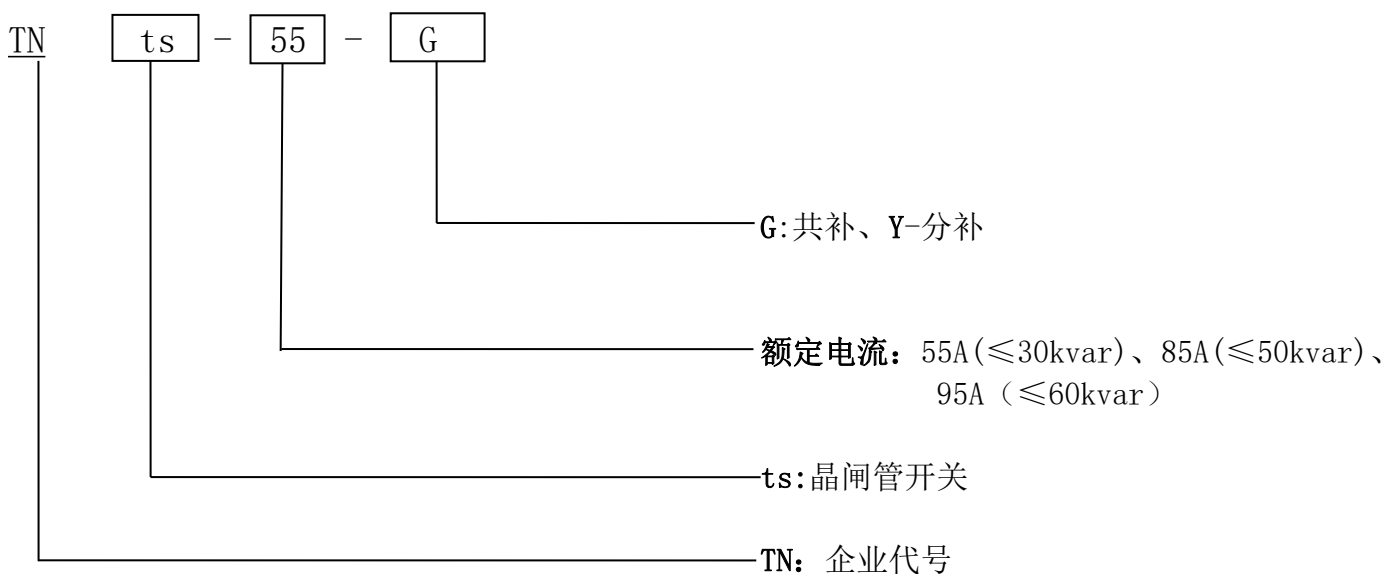 TN ts - 55 - G
G:共补、Y-分补
额定电流：55A(≤30kvar)、85A(≤50kvar)、
95A（≤60kvar）
ts:晶闸管开关
TN：企业代号